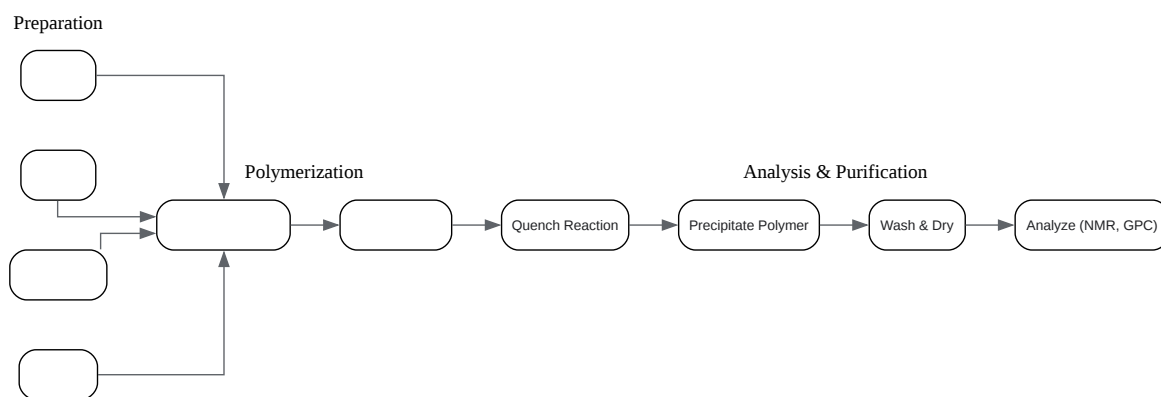 Preparation
Polymerization
Analysis & Purification
Quench Reaction
Precipitate Polymer
Wash & Dry
Analyze (NMR, GPC)